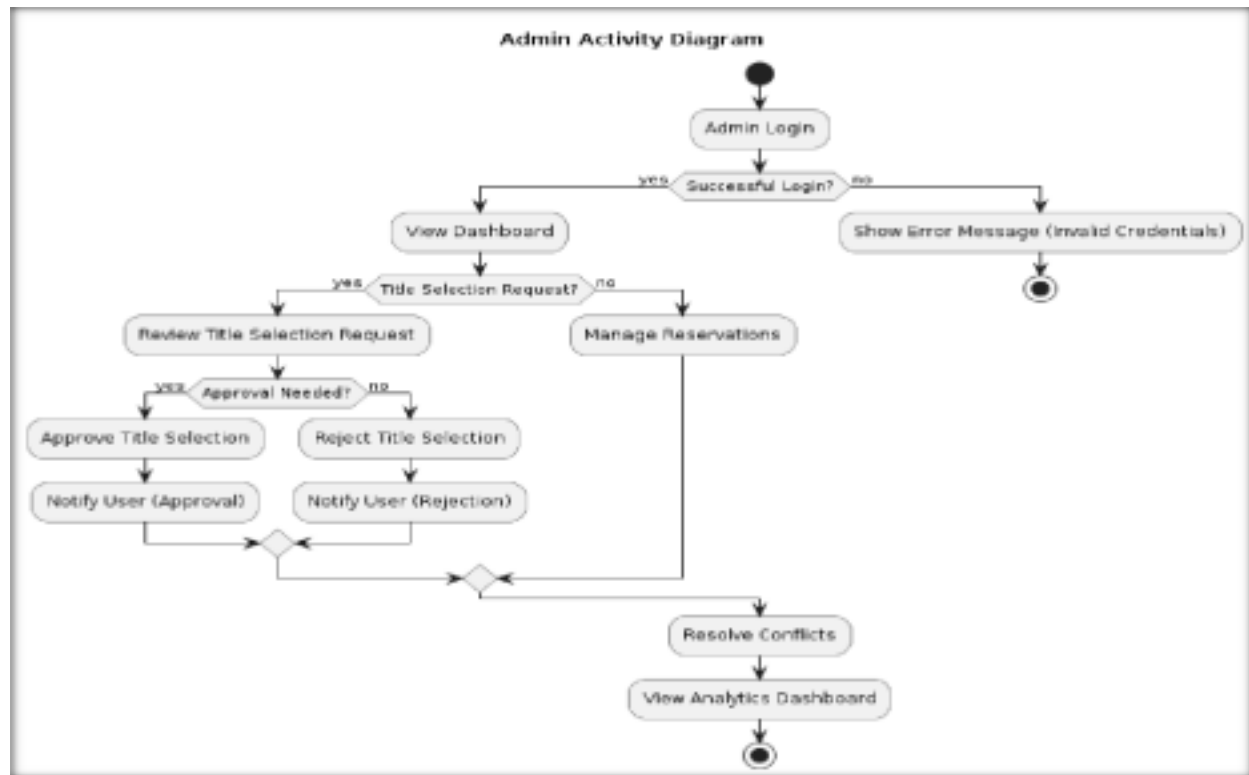 Admin Activity Diagram
Admin Login
yes
Successful Login?
no
View Dashboard
Show Error Message (Invalid Credentials)
yes
Title Selection Request?
no
Review Title Selection Request
Manage Reservations
yes
Approval Needed?
no
Approve Title Selection
Reject Title Selection
Notify User (Approval)
Notify User (Rejection)
Resolve Conflicts
View Analytics Dashboard